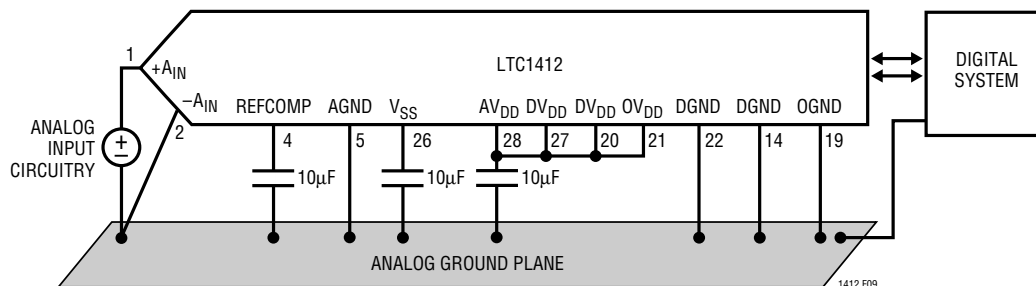 LTC1412
DIGITAL
SYSTEM
1
+AIN
−AIN
2
REFCOMP AGND VSS AVDD DVDD DVDD OVDD DGND DGND OGND
4 5 26 28 27 20 21 22 14 19
ANALOG
INPUT
CIRCUITRY
+
−
10µF 10µF 10µF
ANALOG GROUND PLANE
1412 F09